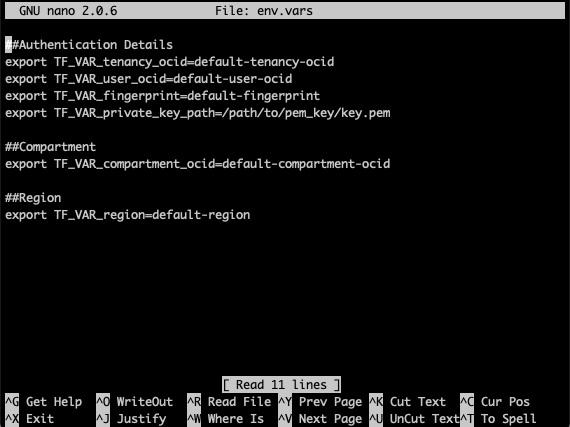 GNU nano 2.0.6 File: env.vars
##Authentication Details
export TF_VAR_tenancy_ocid=default-tenancy-ocid
export TF_VAR_user_ocid=default-user-ocid
export TF_VAR_fingerprint=default-fingerprint
export TF_VAR_private_key_path=/path/to/pem_key/key.pem
##Compartment
export TF_VAR_compartment_ocid=default-compartment-ocid
##Region
export TF_VAR_region=default-region
[ Read 11 lines ]
^G Get Help ^O WriteOut ^R Read File ^Y Prev Page ^K Cut Text ^C Cur Pos
^X Exit ^J Justify ^W Where Is ^V Next Page ^U UnCut Text^T To Spell